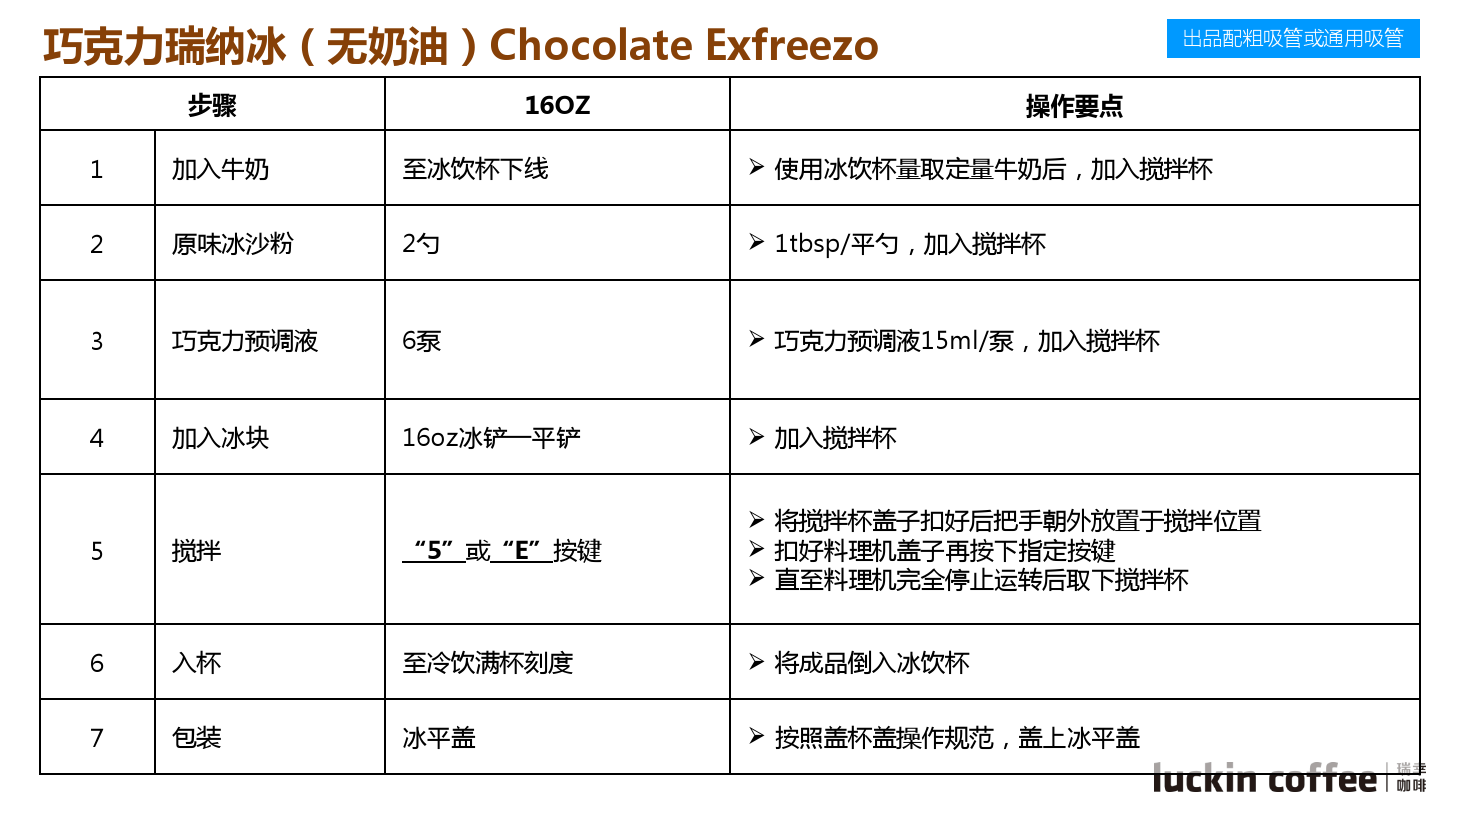 巧克力瑞纳冰（无奶油）Chocolate Exfreezo
出品配粗吸管或通用吸管
步骤 16OZ 操作要点
1 加入牛奶 至冰饮杯下线 ➢ 使用冰饮杯量取定量牛奶后，加入搅拌杯
2 原味冰沙粉 2勺 ➢ 1tbsp/平勺，加入搅拌杯
3 巧克力预调液 6泵 ➢ 巧克力预调液15ml/泵，加入搅拌杯
4 加入冰块 16oz冰铲一平铲 ➢ 加入搅拌杯
5 搅拌 “5”或“E”按键 ➢ 将搅拌杯盖子扣好后把手朝外放置于搅拌位置
➢ 扣好料理机盖子再按下指定按键
➢ 直至料理机完全停止运转后取下搅拌杯
6 入杯 至冷饮满杯刻度 ➢ 将成品倒入冰饮杯
7 包装 冰平盖 ➢ 按照盖杯盖操作规范，盖上冰平盖
luckin coffee 瑞幸
咖啡